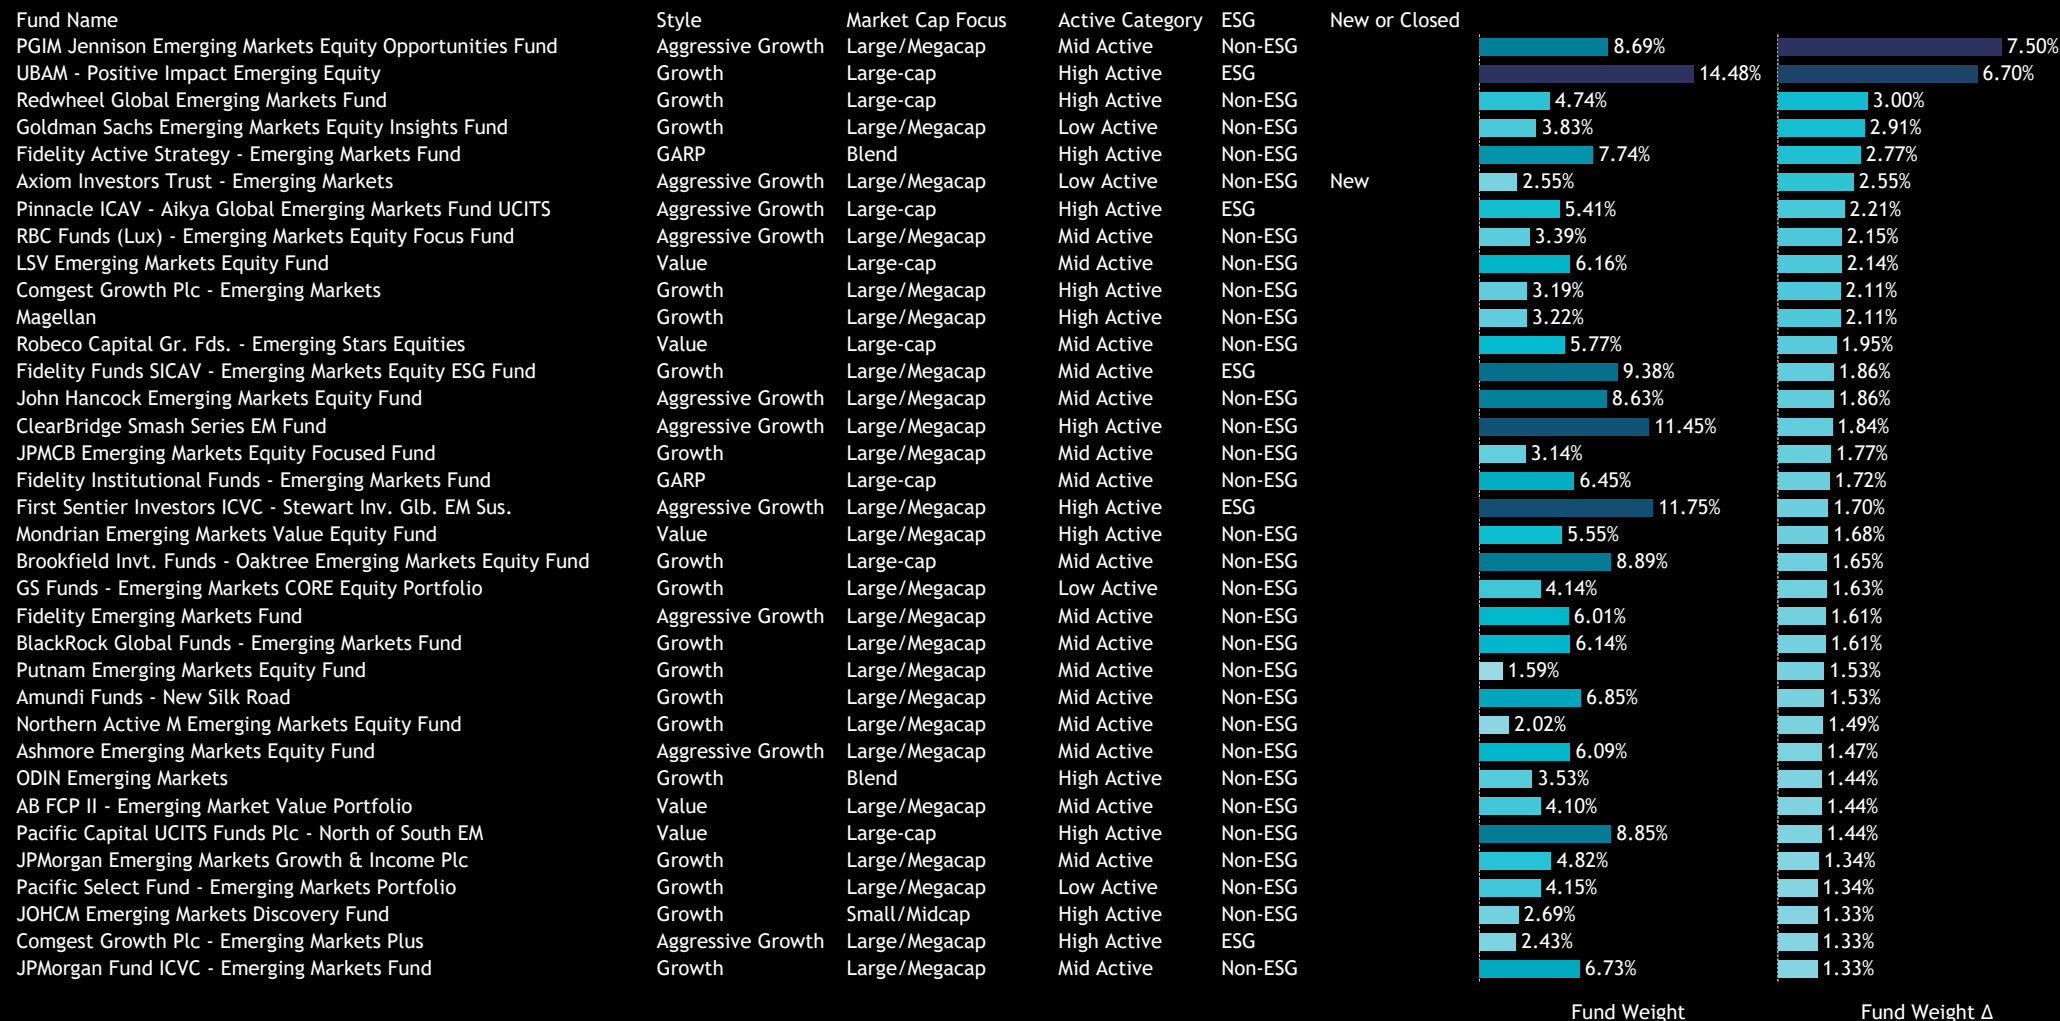 Fund Name Style Market Cap Focus Active Category ESG New or Closed
PGIM Jennison Emerging Markets Equity Opportunities Fund Aggressive Growth Large/Megacap Mid Active Non-ESG 8.69% 7.50%
UBAM - Positive Impact Emerging Equity Growth Large-cap High Active ESG 14.48% 6.70%
Redwheel Global Emerging Markets Fund Growth Large-cap High Active Non-ESG 4.74% 3.00%
Goldman Sachs Emerging Markets Equity Insights Fund Growth Large/Megacap Low Active Non-ESG 3.83% 2.91%
Fidelity Active Strategy - Emerging Markets Fund GARP Blend High Active Non-ESG 7.74% 2.77%
Axiom Investors Trust - Emerging Markets Aggressive Growth Large/Megacap Low Active Non-ESG New 2.55% 2.55%
Pinnacle ICAV - Aikya Global Emerging Markets Fund UCITS Aggressive Growth Large-cap High Active ESG 5.41% 2.21%
RBC Funds (Lux) - Emerging Markets Equity Focus Fund Aggressive Growth Large/Megacap Mid Active Non-ESG 3.39% 2.15%
LSV Emerging Markets Equity Fund Value Large-cap Mid Active Non-ESG 6.16% 2.14%
Comgest Growth Plc - Emerging Markets Growth Large/Megacap High Active Non-ESG 3.19% 2.11%
Magellan Growth Large/Megacap High Active Non-ESG 3.22% 2.11%
Robeco Capital Gr. Fds. - Emerging Stars Equities Value Large-cap Mid Active Non-ESG 5.77% 1.95%
Fidelity Funds SICAV - Emerging Markets Equity ESG Fund Growth Large/Megacap Mid Active ESG 9.38% 1.86%
John Hancock Emerging Markets Equity Fund Aggressive Growth Large/Megacap Mid Active Non-ESG 8.63% 1.86%
ClearBridge Smash Series EM Fund Aggressive Growth Large/Megacap High Active Non-ESG 11.45% 1.84%
JPMCB Emerging Markets Equity Focused Fund Growth Large/Megacap Mid Active Non-ESG 3.14% 1.77%
Fidelity Institutional Funds - Emerging Markets Fund GARP Large-cap Mid Active Non-ESG 6.45% 1.72%
First Sentier Investors ICVC - Stewart Inv. Glb. EM Sus. Aggressive Growth Large/Megacap High Active ESG 11.75% 1.70%
Mondrian Emerging Markets Value Equity Fund Value Large/Megacap High Active Non-ESG 5.55% 1.68%
Brookfield Invt. Funds - Oaktree Emerging Markets Equity Fund Growth Large-cap Mid Active Non-ESG 8.89% 1.65%
GS Funds - Emerging Markets CORE Equity Portfolio Growth Large/Megacap Low Active Non-ESG 4.14% 1.63%
Fidelity Emerging Markets Fund Aggressive Growth Large/Megacap Mid Active Non-ESG 6.01% 1.61%
BlackRock Global Funds - Emerging Markets Fund Growth Large/Megacap Mid Active Non-ESG 6.14% 1.61%
Putnam Emerging Markets Equity Fund Growth Large/Megacap Mid Active Non-ESG 1.59% 1.53%
Amundi Funds - New Silk Road Growth Large/Megacap Mid Active Non-ESG 6.85% 1.53%
Northern Active M Emerging Markets Equity Fund Growth Large/Megacap Mid Active Non-ESG 2.02% 1.49%
Ashmore Emerging Markets Equity Fund Aggressive Growth Large/Megacap Mid Active Non-ESG 6.09% 1.47%
ODIN Emerging Markets Growth Blend High Active Non-ESG 3.53% 1.44%
AB FCP II - Emerging Market Value Portfolio Value Large/Megacap Mid Active Non-ESG 4.10% 1.44%
Pacific Capital UCITS Funds Plc - North of South EM Value Large-cap High Active Non-ESG 8.85% 1.44%
JPMorgan Emerging Markets Growth & Income Plc Growth Large/Megacap Mid Active Non-ESG 4.82% 1.34%
Pacific Select Fund - Emerging Markets Portfolio Growth Large/Megacap Low Active Non-ESG 4.15% 1.34%
JOHCM Emerging Markets Discovery Fund Growth Small/Midcap High Active Non-ESG 2.69% 1.33%
Comgest Growth Plc - Emerging Markets Plus Aggressive Growth Large/Megacap High Active ESG 2.43% 1.33%
JPMorgan Fund ICVC - Emerging Markets Fund Growth Large/Megacap Mid Active Non-ESG 6.73% 1.33%
Fund Weight Fund Weight Δ